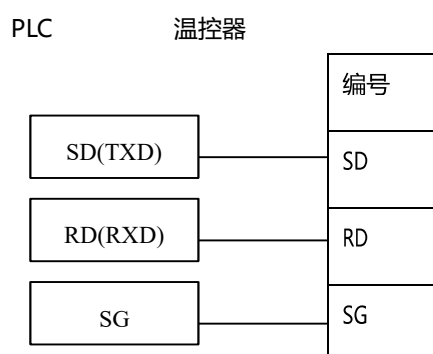 PLC 温控器
编号
SD(TXD) SD
RD(RXD) RD
SG SG